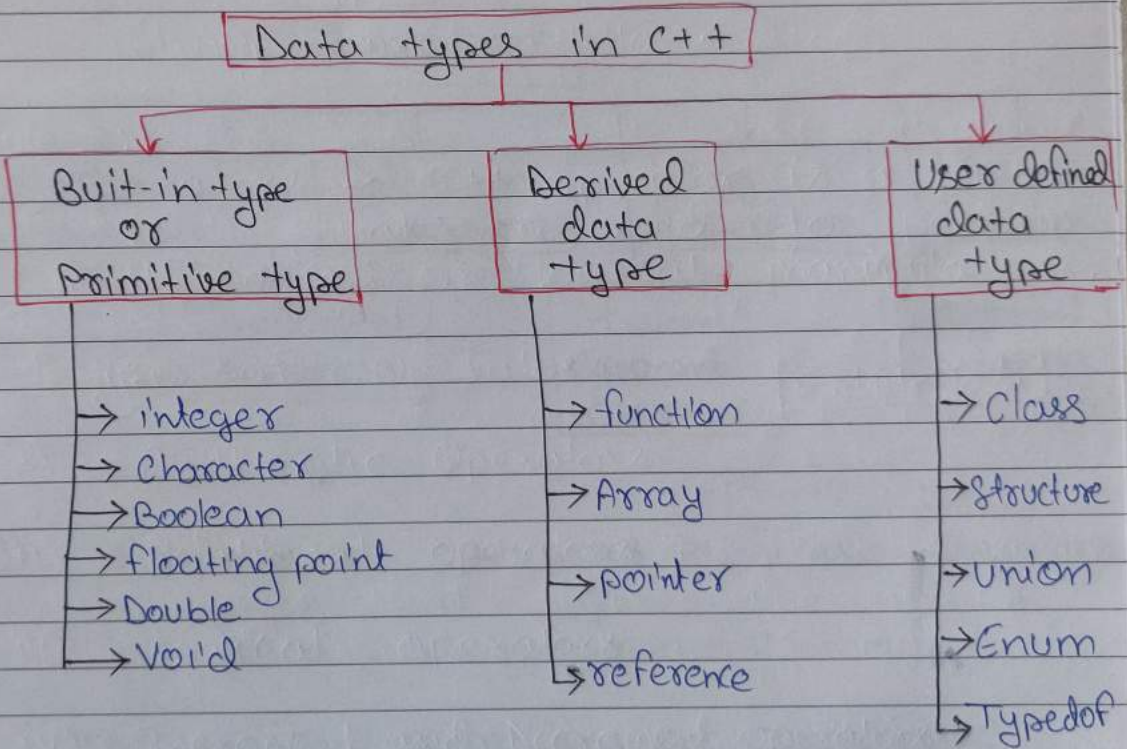 Data types in C++
Buit-in type
or
Primitive type
Derived
data
type
User defined
data
type
integer
Character
Boolean
floating point
Double
Void
function
Array
pointer
reference
Class
Structure
union
Enum
Typedof